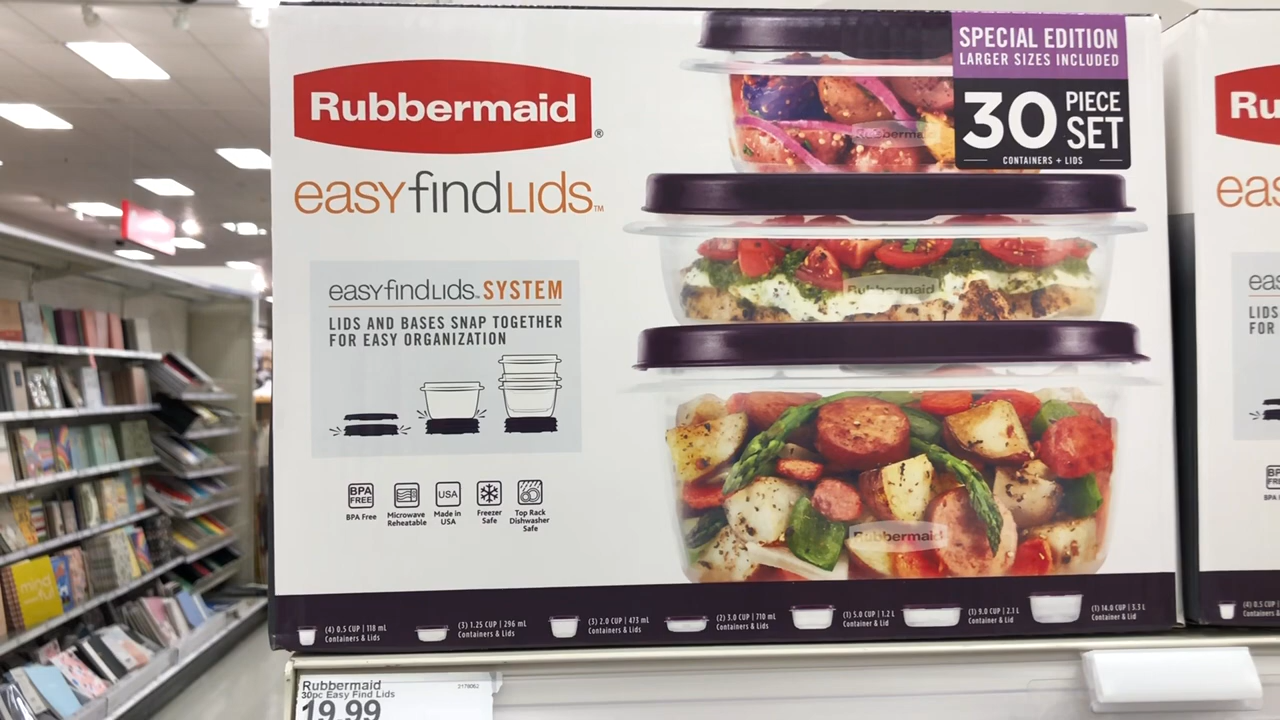 Rubbermaid®
easyfindLIDS™
easyfindLIDS™ SYSTEM
LIDS AND BASES SNAP TOGETHER
FOR EASY ORGANIZATION
BPA
FREE
BPA Free
Microwave
Reheatable
USA
Made in
USA
Freezer
Safe
Top Rack
Dishwasher
Safe
SPECIAL EDITION
LARGER SIZES INCLUDED
30 PIECE
SET
CONTAINERS + LIDS
Rubbermaid
Rubbermaid
Rubbermaid
(4) 0.5 CUP | 118 mL
Containers & Lids
(3) 1.25 CUP | 296 mL
Containers & Lids
(3) 2.0 CUP | 473 mL
Containers & Lids
(2) 3.0 CUP | 710 mL
Containers & Lids
(1) 5.0 CUP | 1.2 L
Container & Lid
(1) 9.0 CUP | 2.1 L
Container & Lid
(1) 14.0 CUP | 3.3 L
Container & Lid
Rubbermaid
30pc Easy Find Lids
19.99
Ru
eas
eas
LIDS
FOR
(4) 0.5 CUP
Containers &
mind